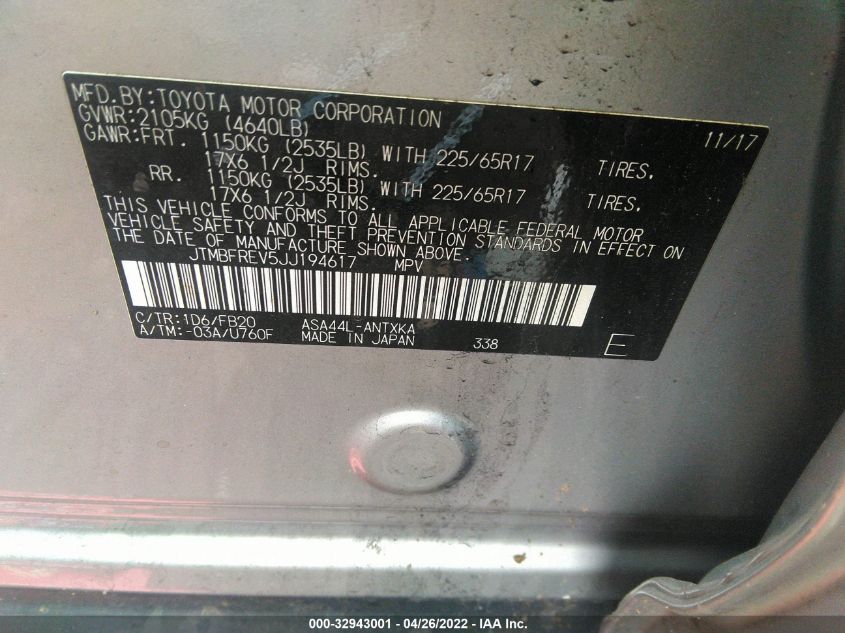 MFD.BY:TOYOTA MOTOR CORPORATION 11/17
GVWR:2105KG (4640LB)
GAWR:FRT. 1150KG (2535LB) WITH 225/65R17 TIRES.
17X6 1/2J RIMS.
RR. 1150KG (2535LB) WITH 225/65R17 TIRES.
17X6 1/2J RIMS.
THIS VEHICLE CONFORMS TO ALL APPLICABLE FEDERAL MOTOR
VEHICLE SAFETY AND THEFT PREVENTION STANDARDS IN EFFECT ON
THE DATE OF MANUFACTURE SHOWN ABOVE.
JTMBFREV5JJ194617 MPV
C/TR:1D6/FB20 ASA44L-ANTXKA
A/TM:-03A/U760F MADE IN JAPAN 338 E
000-32943001 - 04/26/2022 - IAA Inc.